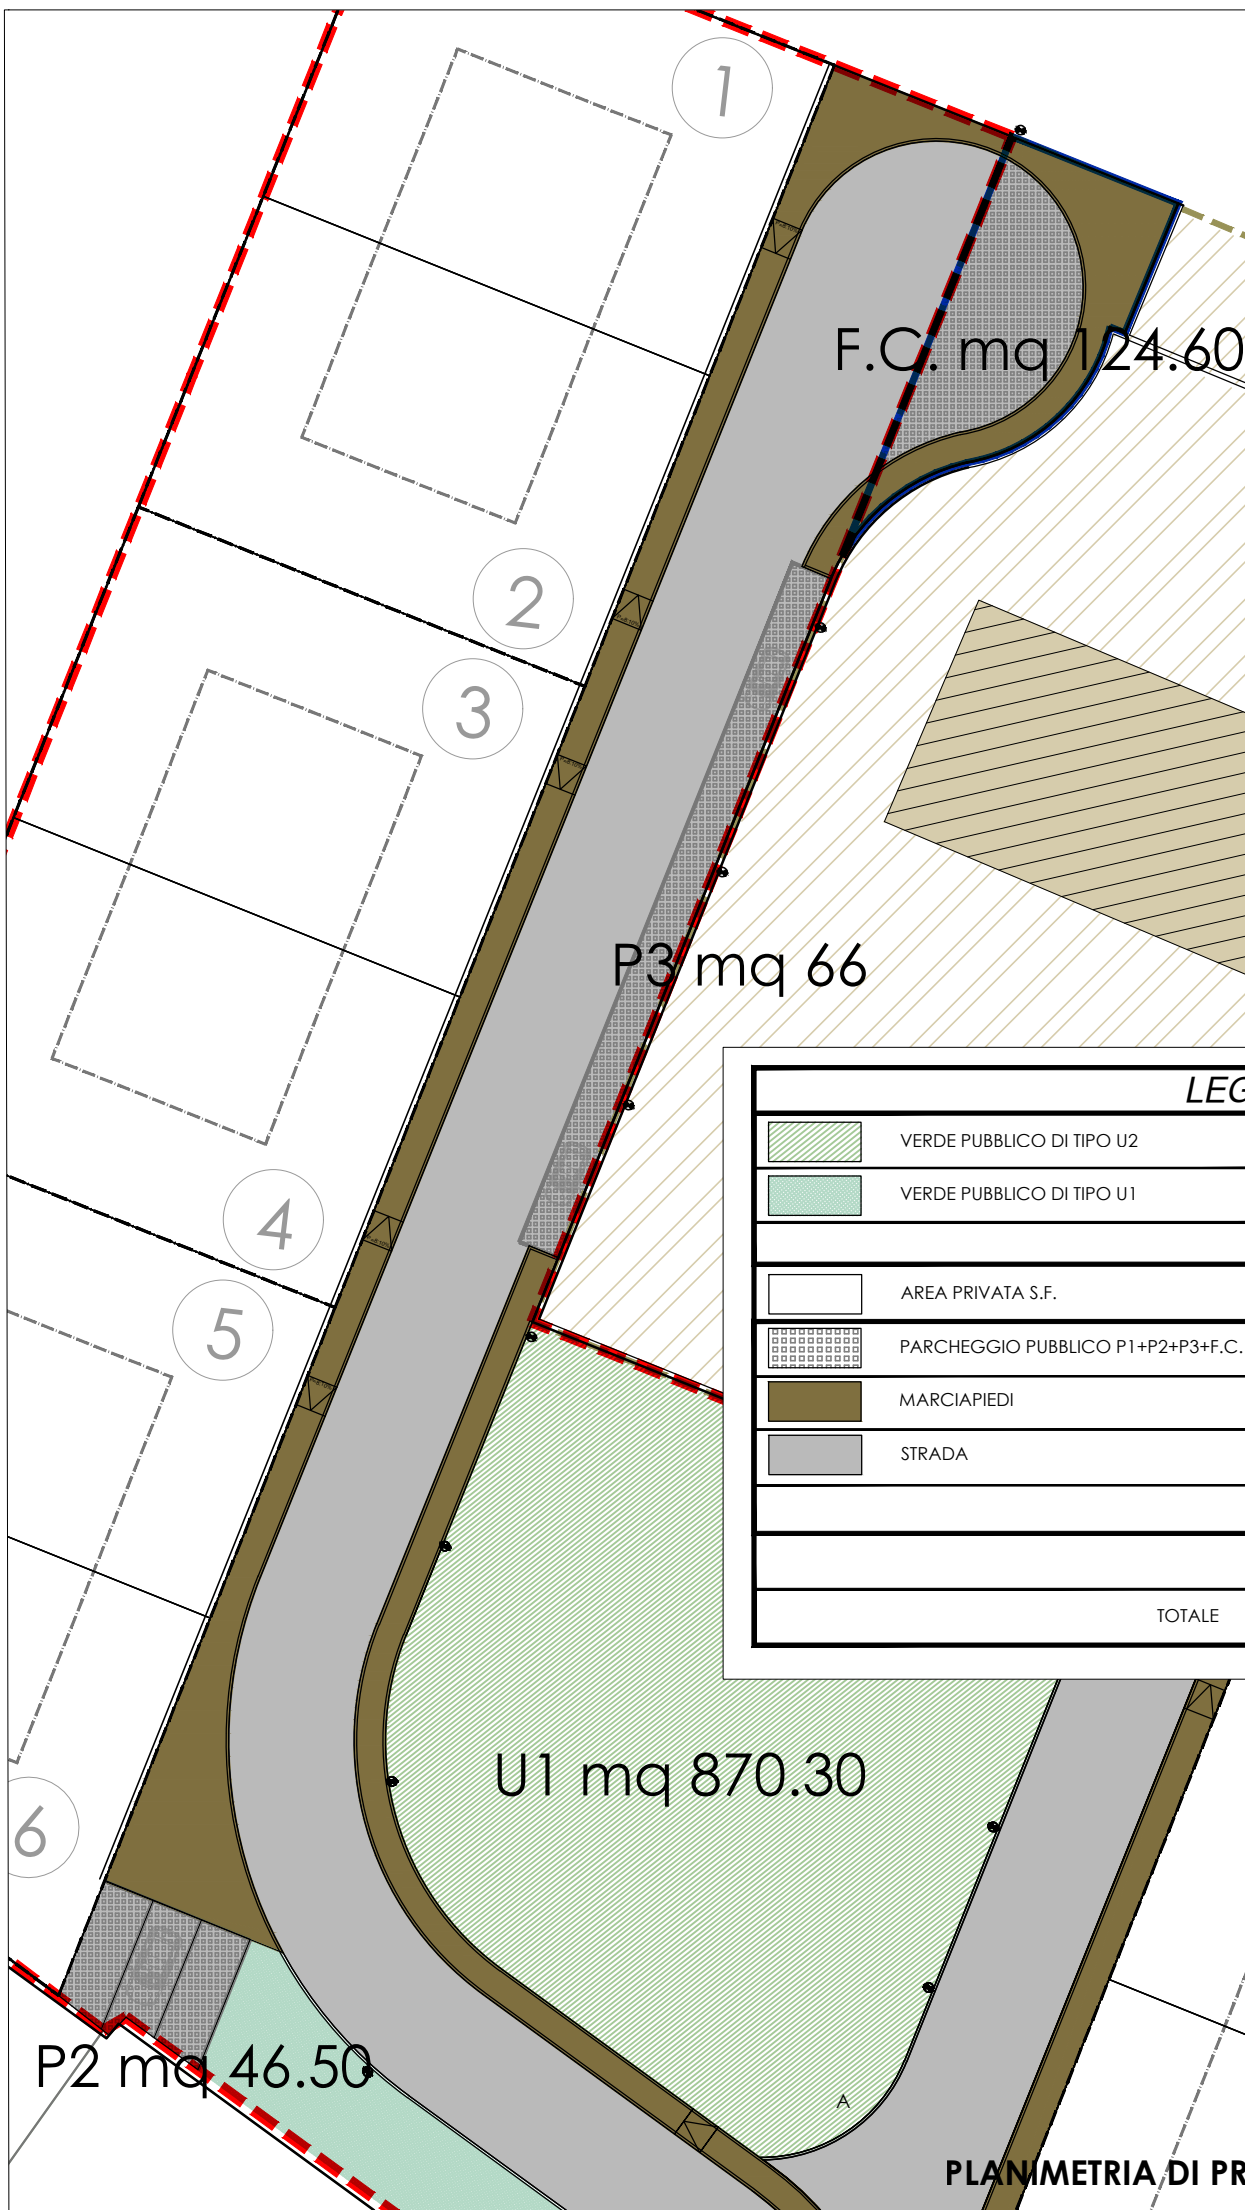 1
F.C. mq 124.60
2
3
P3 mq 66
LEG
VERDE PUBBLICO DI TIPO U2
VERDE PUBBLICO DI TIPO U1
AREA PRIVATA S.F.
PARCHEGGIO PUBBLICO P1+P2+P3+F.C.
MARCIAPIEDI
STRADA
TOTALE
4
5
U1 mq 870.30
6
P2 mq 46.50
A
PLANIMETRIA DI PR